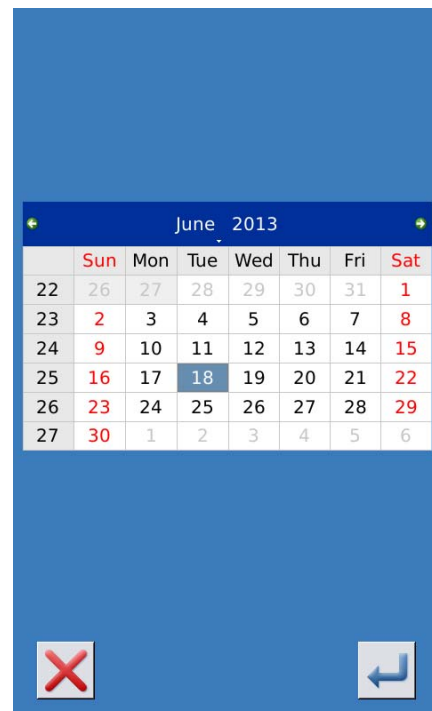 June 2013
Sun Mon Tue Wed Thu Fri Sat
22 26 27 28 29 30 31 1
23 2 3 4 5 6 7 8
24 9 10 11 12 13 14 15
25 16 17 18 19 20 21 22
26 23 24 25 26 27 28 29
27 30 1 2 3 4 5 6